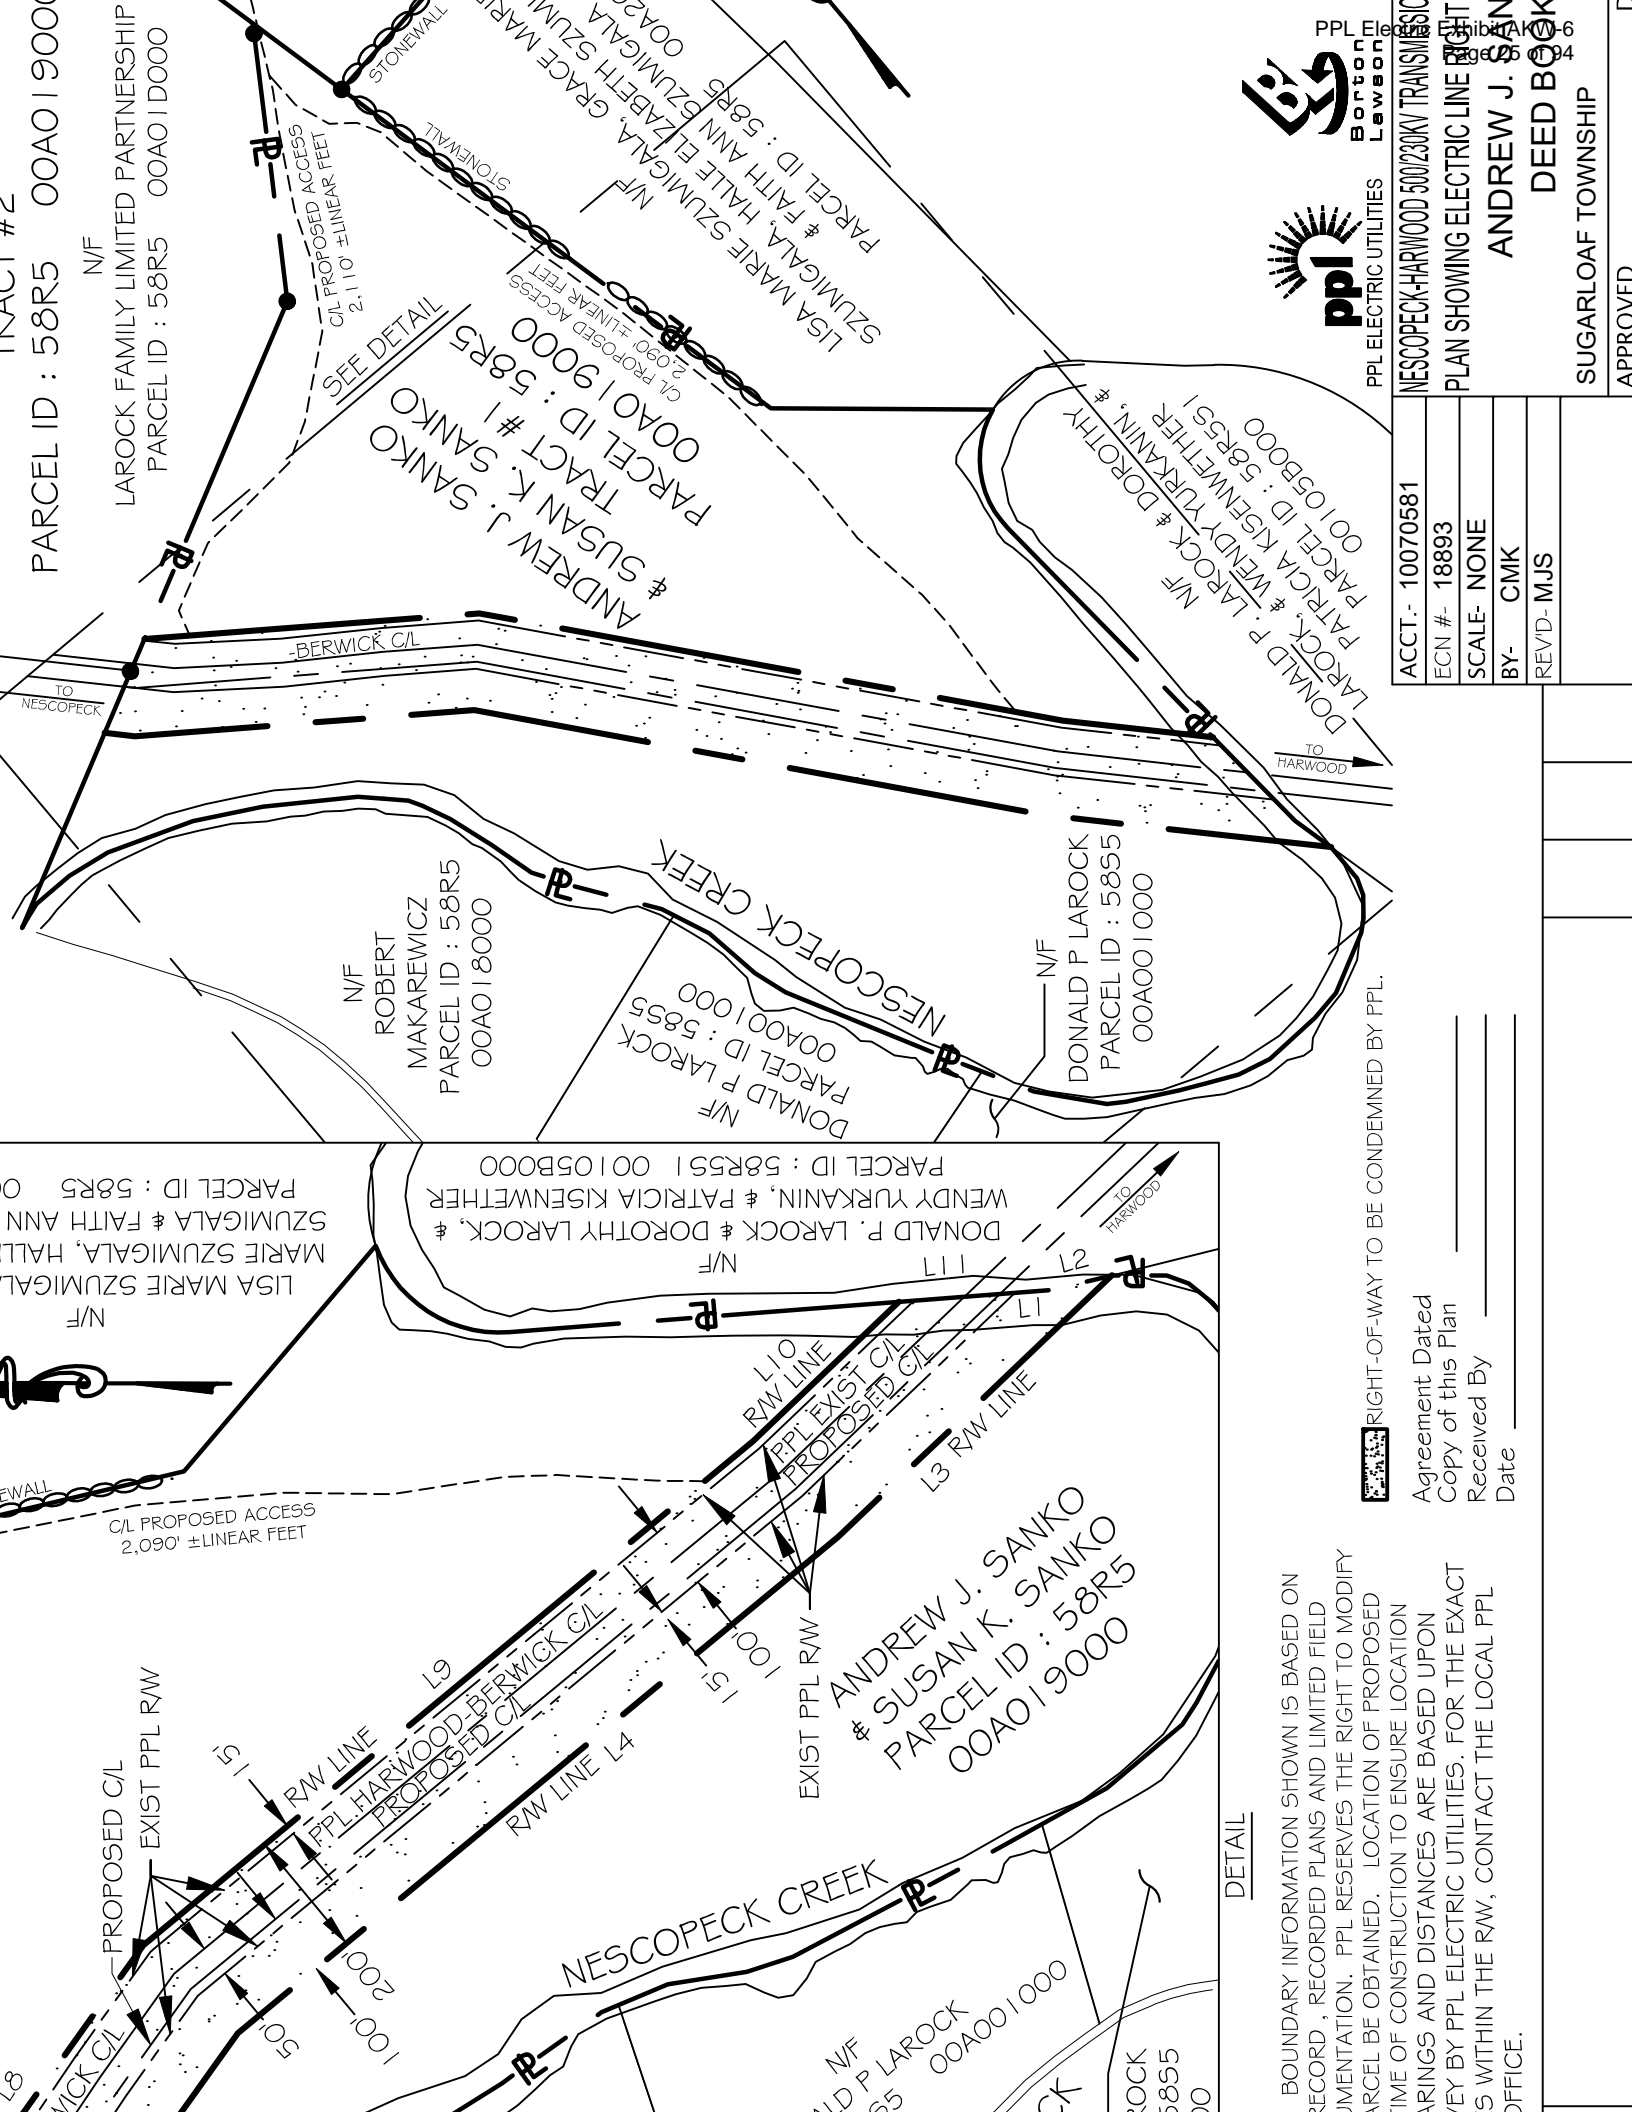 PPL Electric Exhibit AKW-6
Page 75 of 94
TRACT #2
PARCEL ID : 58R5 00A019000
N/F
LAROCK FAMILY LIMITED PARTNERSHIP
PARCEL ID : 58R5 00A01D000
STONEWALL
C/L PROPOSED ACCESS
2,110' ±LINEAR FEET
STONEWALL
SEE DETAIL
C/L PROPOSED ACCESS
2,090' ±LINEAR FEET
N/F
LISA MARIE SZUMIGALA, GRACE MARIE
SZUMIGALA, HALLE ELIZABETH SZUMIGALA
& FAITH ANN SZUMIGALA
PARCEL ID : 58R5
ANDREW J. SANKO
& SUSAN K. SANKO
TRACT #1
PARCEL ID : 58R5
00A019000
-BERWICK C/L
TO
NESCOPECK
N/F
DONALD P. LAROCK & DOROTHY
LAROCK, & WENDY YURKANIN, &
PATRICIA KISENWETHER
PARCEL ID : 58R5S1
00105B000
TO
HARWOOD
N/F
ROBERT
MAKAREWICZ
PARCEL ID : 58R5
00A018000
NESCOPECK CREEK
N/F
DONALD P LAROCK
PARCEL ID : 58S5
00A001000
N/F
DONALD P LAROCK
PARCEL ID : 58S5
00A001000
Borton
Lawson
ppl
PPL ELECTRIC UTILITIES
NESCOPECK-HARWOOD 500/230KV TRANSMISSIO
PLAN SHOWING ELECTRIC LINE RIGHT
ANDREW J. SAN
DEED BOOK
SUGARLOAF TOWNSHIP
APPROVED
ACCT.- 10070581
ECN #- 18893
SCALE- NONE
BY- CMK
REV'D- MJS
N/F
LISA MARIE SZUMIGALA
MARIE SZUMIGALA, HALL
SZUMIGALA & FAITH ANN
PARCEL ID : 58R5
N/F
DONALD P. LAROCK & DOROTHY LAROCK, &
WENDY YURKANIN, & PATRICIA KISENWETHER
PARCEL ID : 58R5S1 00105B000
TO
HARWOOD
L11
L2
L1
L10
R/W LINE
PPL EXIST C/L
PROPOSED C/L
L3 R/W LINE
EWALL
C/L PROPOSED ACCESS
2,090' ±LINEAR FEET
15'
100'
EXIST PPL R/W
L9
R/W LINE
PPL HARWOOD-BERWICK C/L
PROPOSED C/L
R/W LINE L4
ANDREW J. SANKO
& SUSAN K. SANKO
PARCEL ID : 58R5
00A019000
PROPOSED C/L
EXIST PPL R/W
15'
200'
100'
50'
L8
WICK C/L
NESCOPECK CREEK
N/F
ALD P LAROCK
00A001000
DETAIL
RIGHT-OF-WAY TO BE CONDEMNED BY PPL.
Agreement Dated
Copy of this Plan
Received By
Date
BOUNDARY INFORMATION SHOWN IS BASED ON
RECORD , RECORDED PLANS AND LIMITED FIELD
UMENTATION. PPL RESERVES THE RIGHT TO MODIFY
ARCEL BE OBTAINED. LOCATION OF PROPOSED
TIME OF CONSTRUCTION TO ENSURE LOCATION
ARINGS AND DISTANCES ARE BASED UPON
VEY BY PPL ELECTRIC UTILITIES. FOR THE EXACT
S WITHIN THE R/W, CONTACT THE LOCAL PPL
OFFICE.